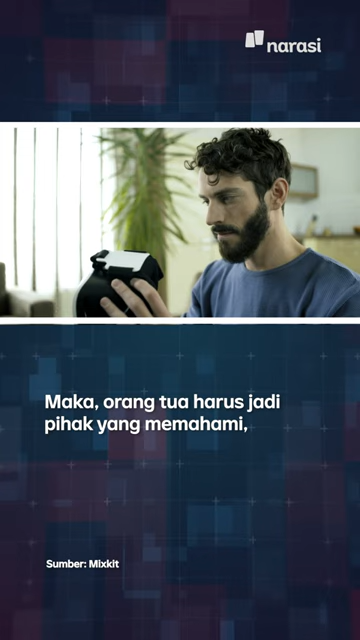 narasi
Maka, orang tua harus jadi
pihak yang memahami,
Sumber: Mixkit